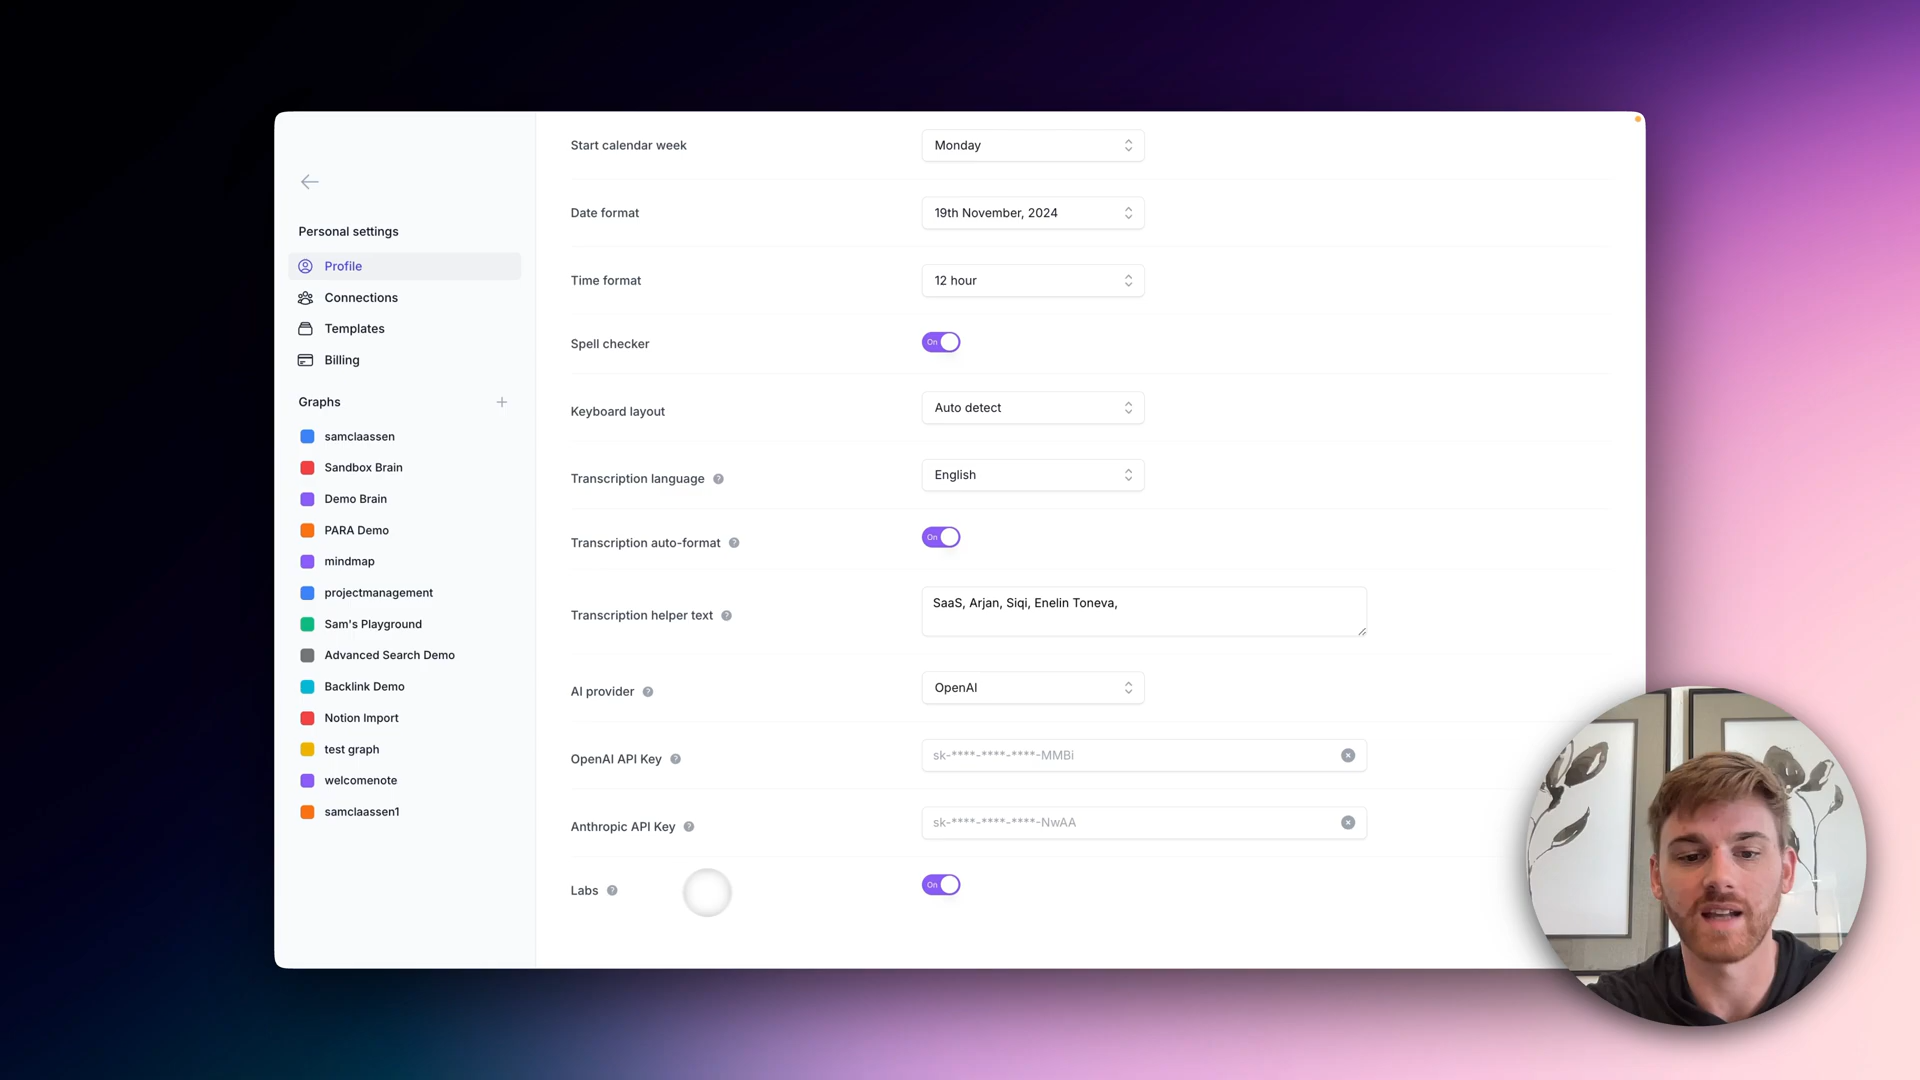 Personal settings
Profile
Connections
Templates
Billing
Graphs
samclaassen
Sandbox Brain
Demo Brain
PARA Demo
mindmap
projectmanagement
Sam's Playground
Advanced Search Demo
Backlink Demo
Notion Import
test graph
welcomenote
samclaassen1
Start calendar week
Monday
Date format
19th November, 2024
Time format
12 hour
Spell checker
On
Keyboard layout
Auto detect
Transcription language ?
English
Transcription auto-format ?
On
Transcription helper text ?
SaaS, Arjan, Siqi, Enelin Toneva,
AI provider ?
OpenAI
OpenAI API Key ?
sk-****-****-****-MMBi
Anthropic API Key ?
sk-****-****-****-NwAA
Labs ?
On